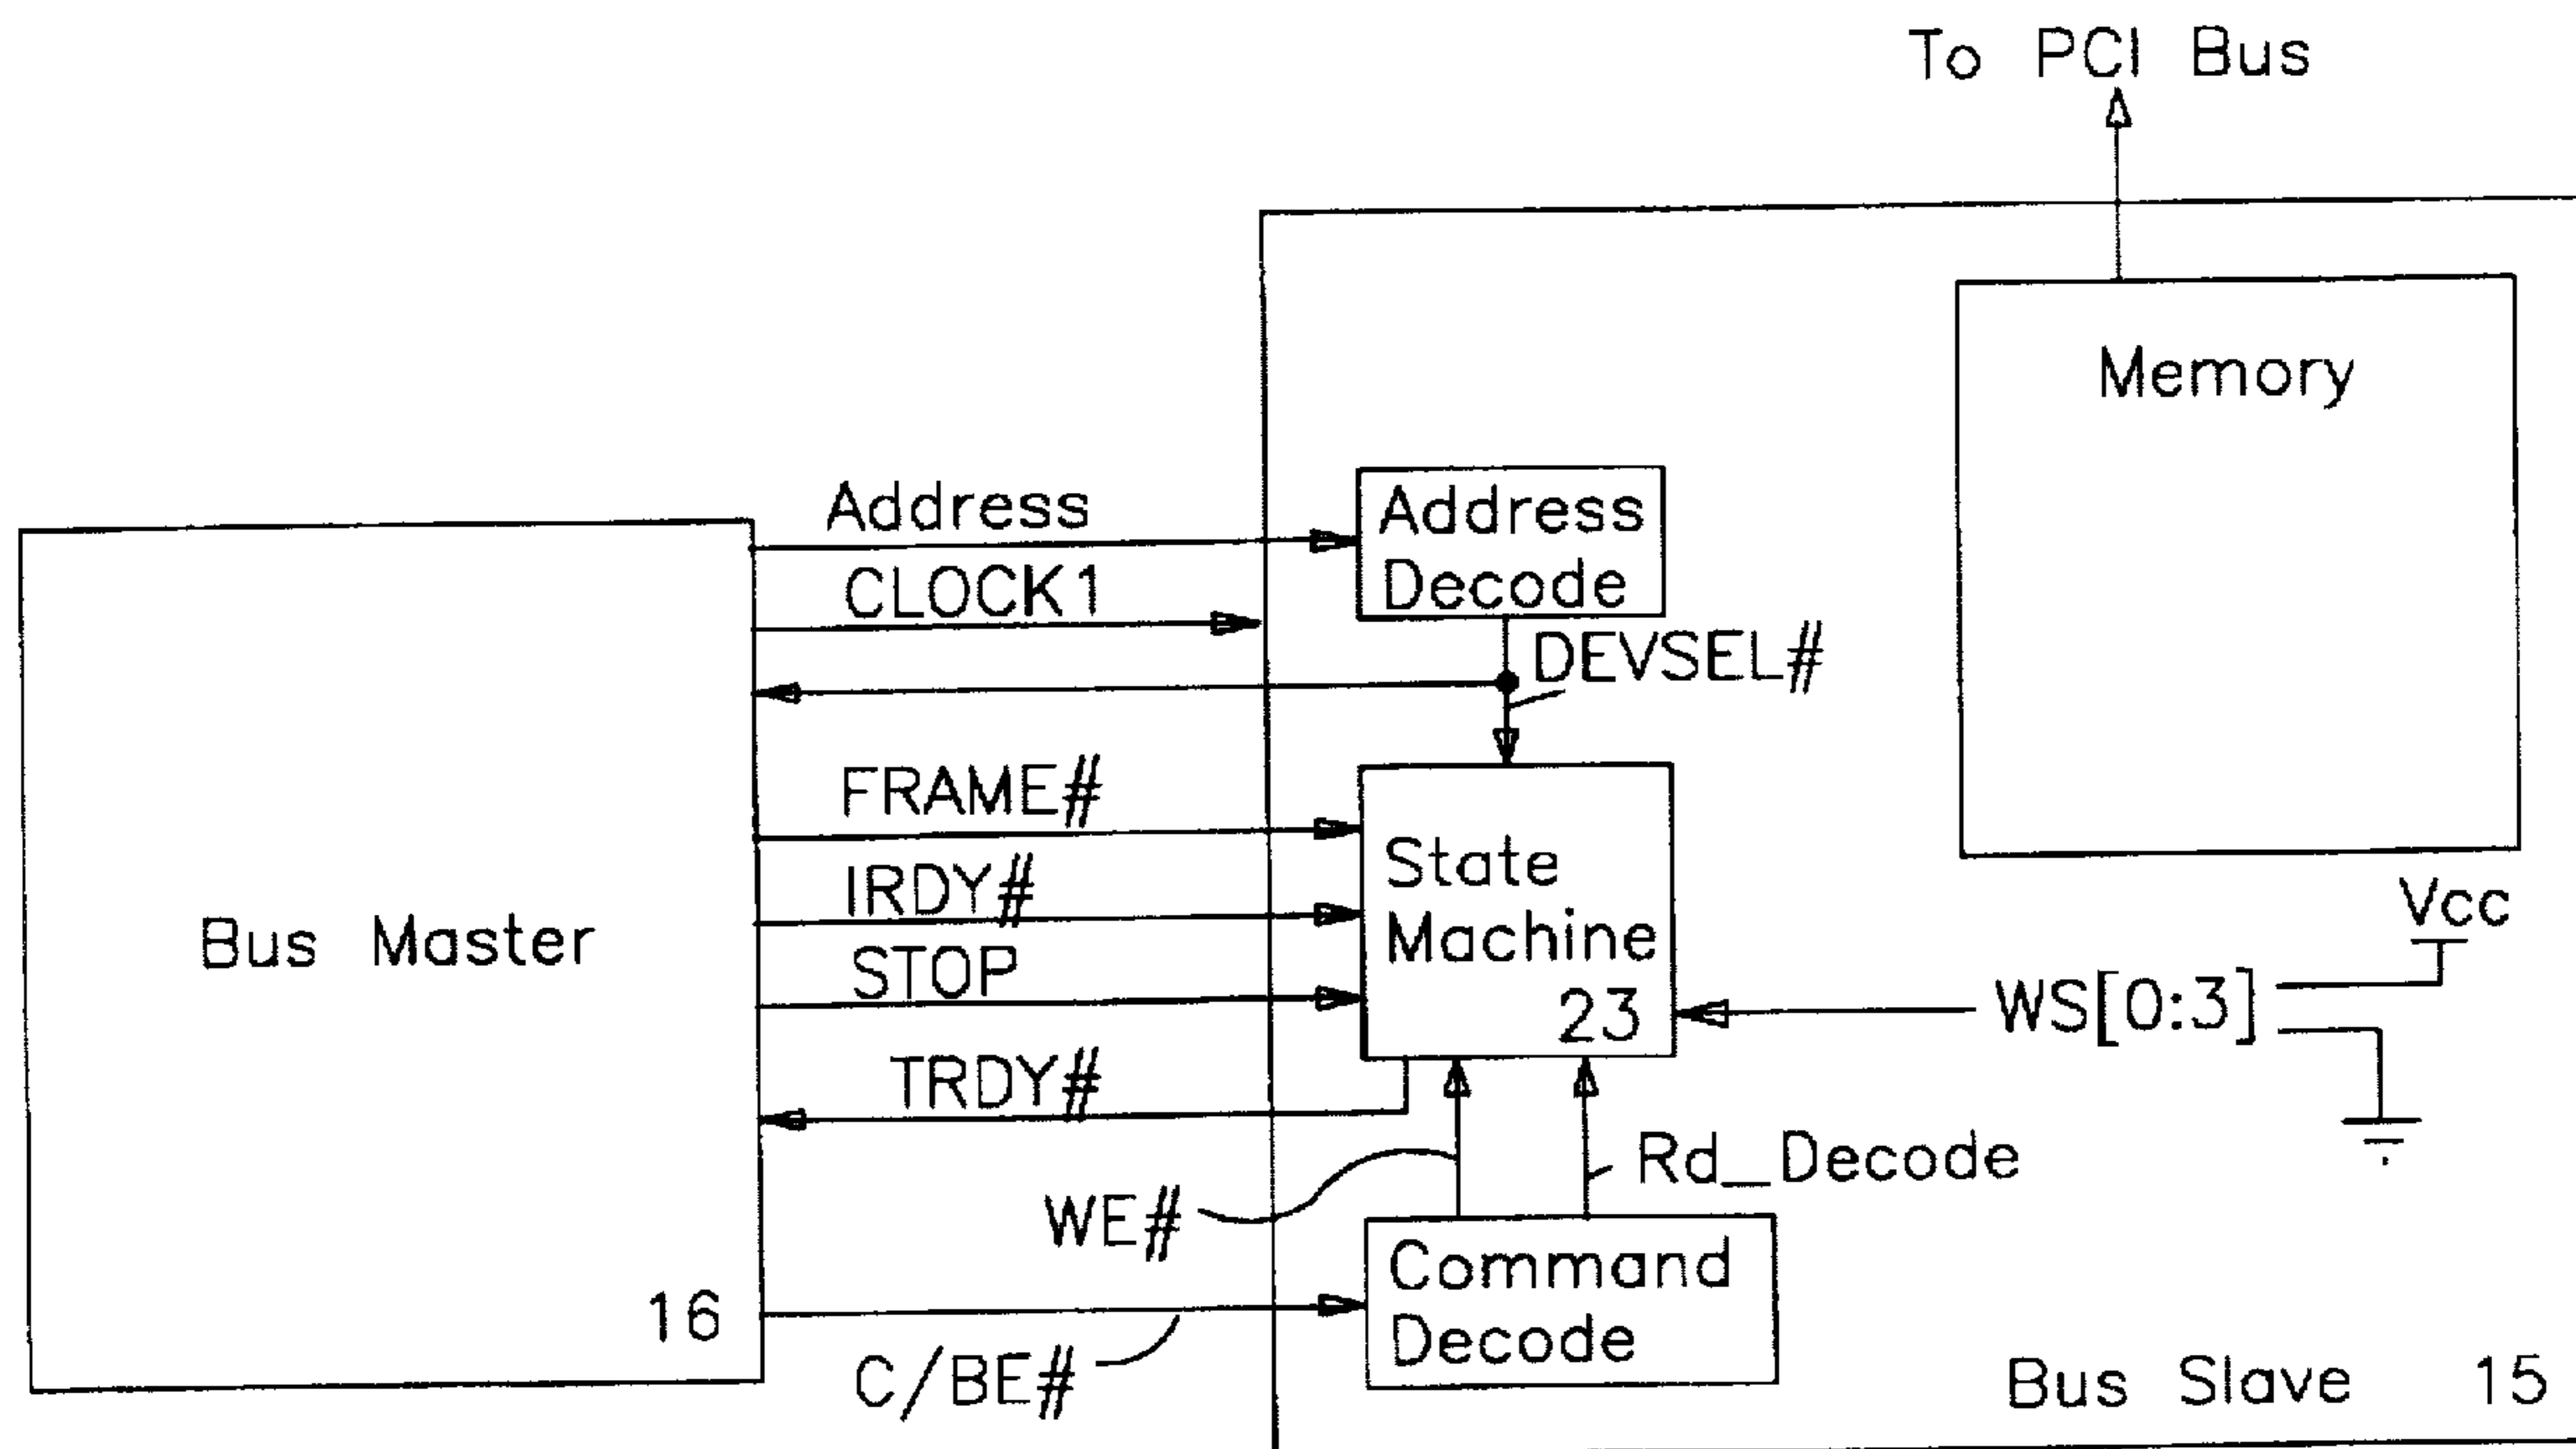 To PCI Bus
Memory
Address
Address
Decode
CLOCK1
DEVSEL#
FRAME#
State
Machine
23
IRDY#
Vcc
Bus Master
STOP
WS[0:3]
TRDY#
Rd_Decode
WE#
Command
Decode
16
C/BE#
Bus Slave 15